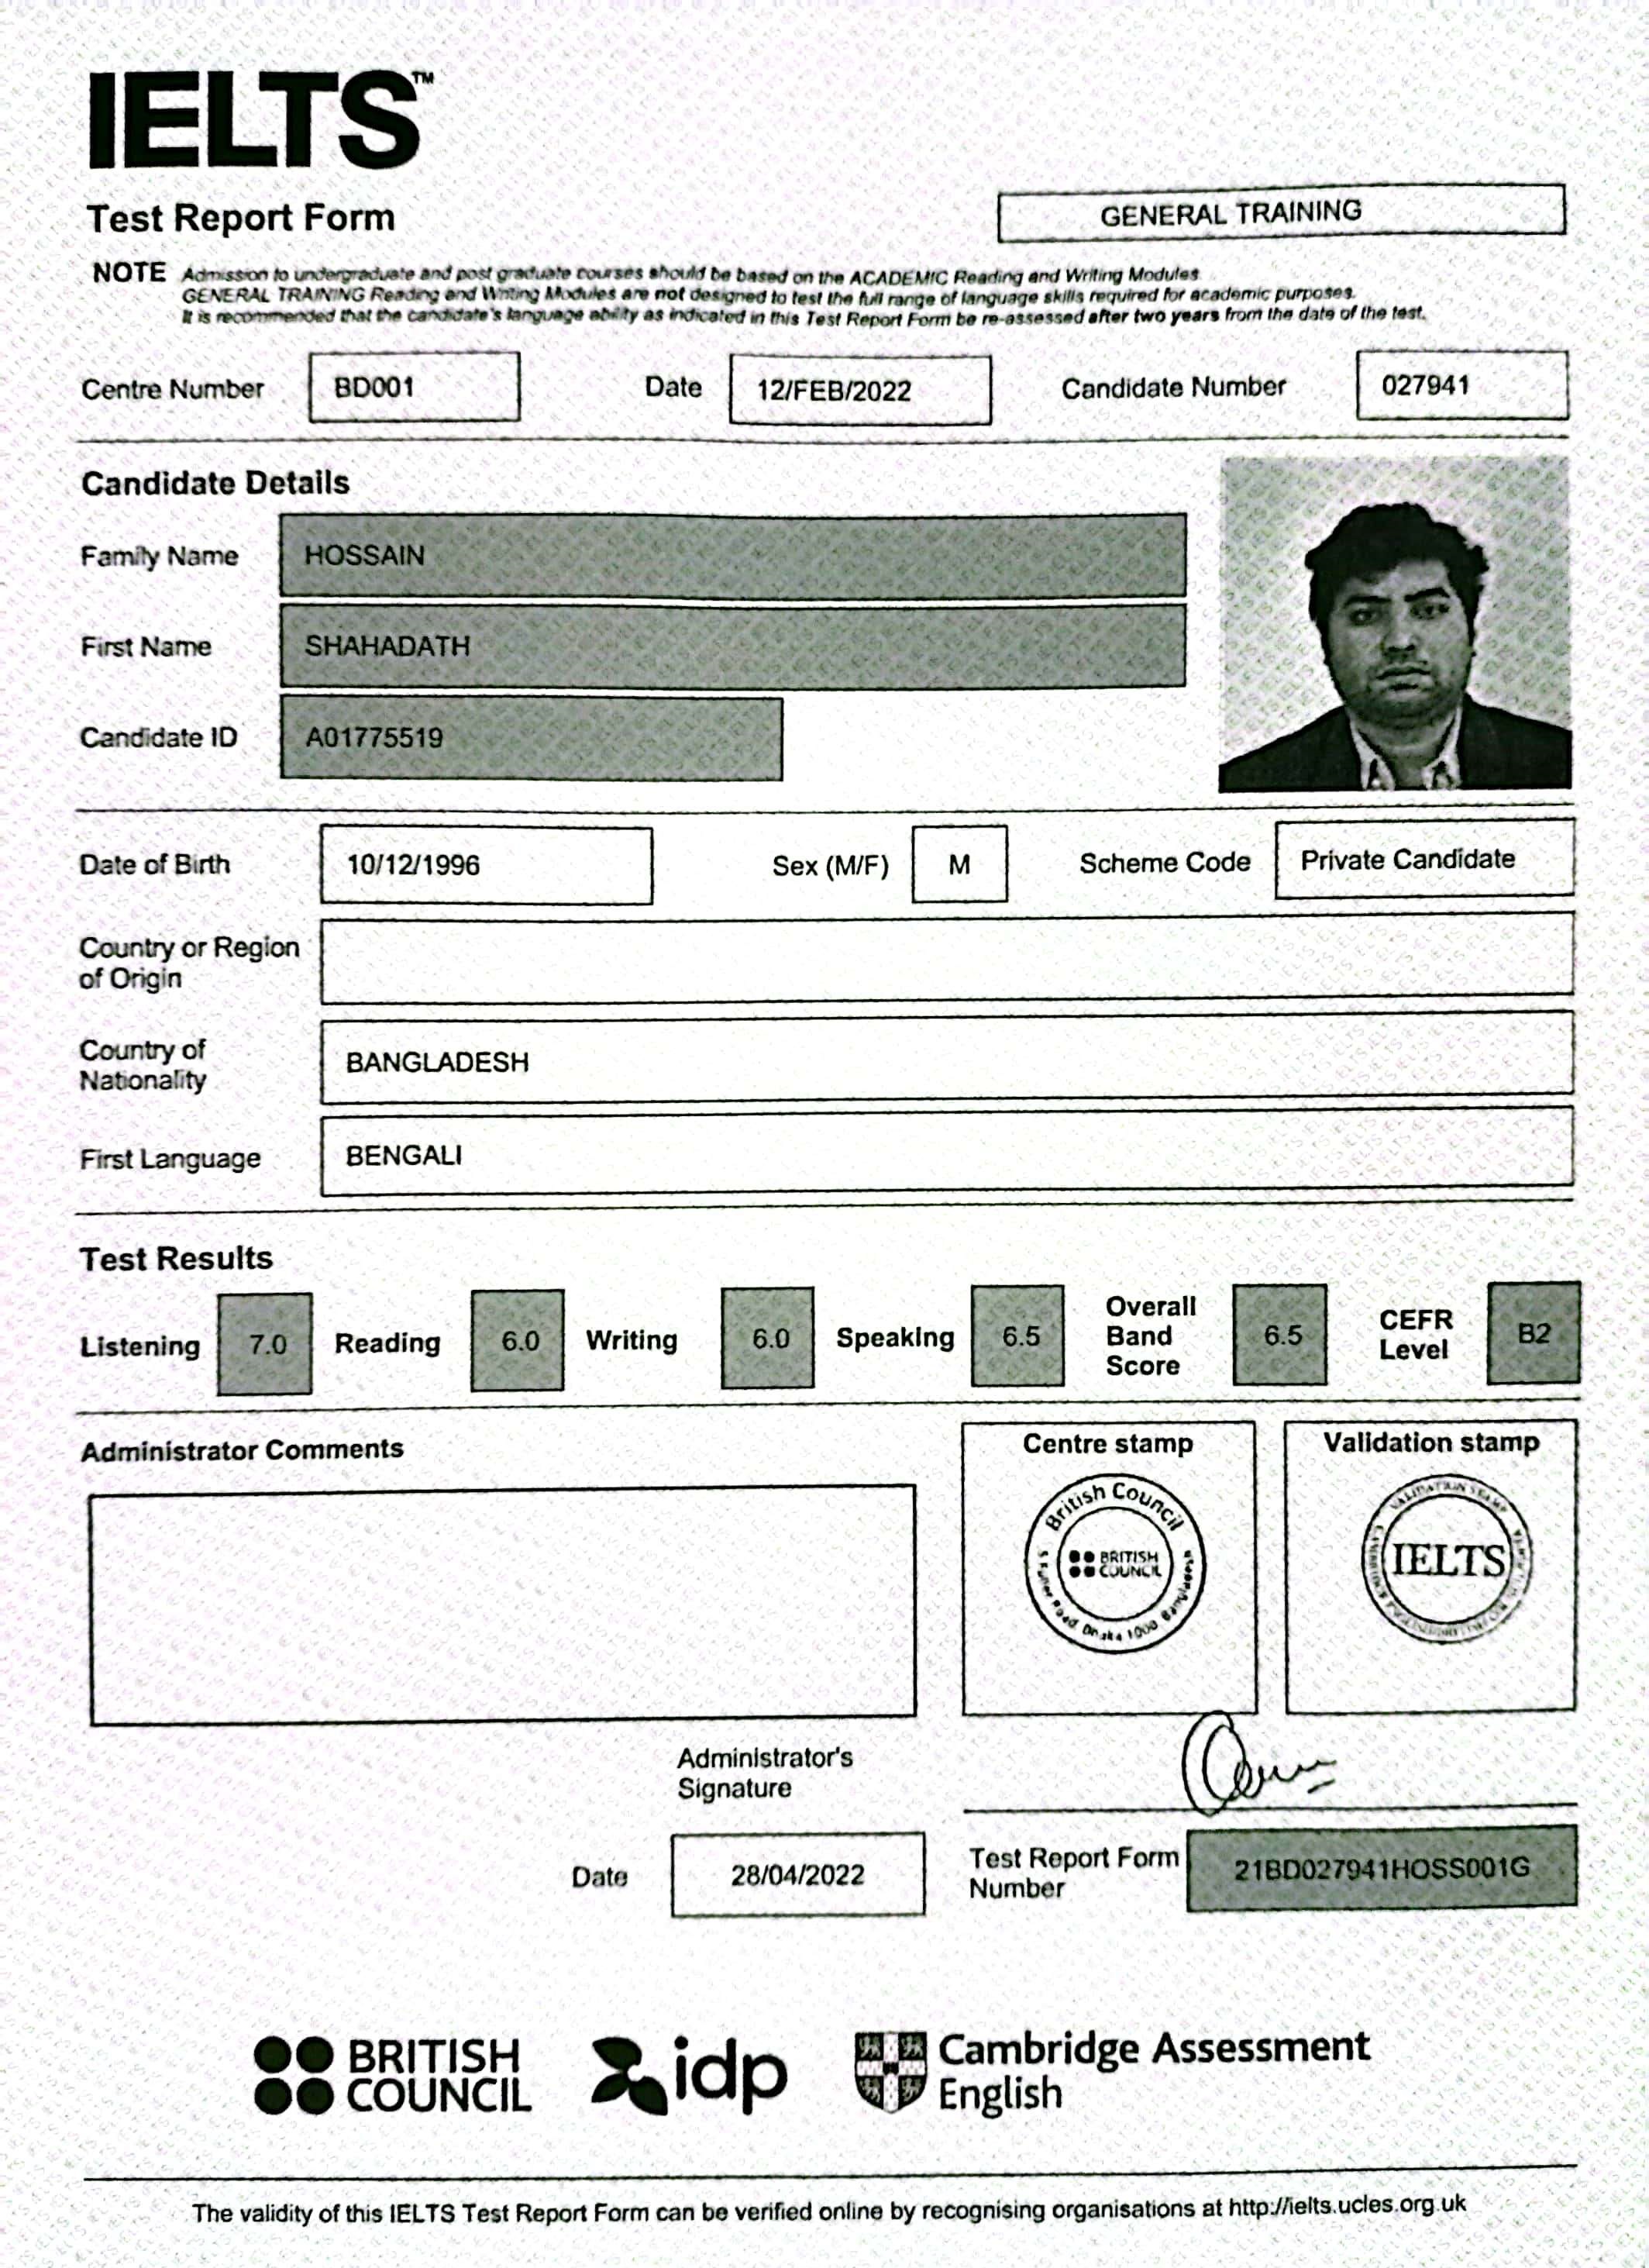 IELTS™
Test Report Form
GENERAL TRAINING
NOTE Admission to undergraduate and post graduate courses should be based on the ACADEMIC Reading and Writing Modules.
GENERAL TRAINING Reading and Writing Modules are not designed to test the full range of language skills required for academic purposes.
It is recommended that the candidate's language ability as indicated in this Test Report Form be re-assessed after two years from the date of the test.
Centre Number BD001 Date 12/FEB/2022 Candidate Number 027941
Candidate Details
Family Name HOSSAIN
First Name SHAHADATH
Candidate ID A01775519
Date of Birth 10/12/1996 Sex (M/F) M Scheme Code Private Candidate
Country or Region
of Origin
Country of
Nationality
BANGLADESH
First Language BENGALI
Test Results
Listening 7.0 Reading 6.0 Writing 6.0 Speaking 6.5 Overall Band Score 6.5 CEFR Level B2
Administrator Comments
Centre stamp
British Council
BRITISH
COUNCIL
Road Dhaka 1000 Bangladesh
Validation stamp
VALIDATION STAMP
IELTS
Administrator's
Signature
Date 28/04/2022
Test Report Form
Number
21BD027941HOSS001G
BRITISH
COUNCIL
idp
Cambridge Assessment
English
The validity of this IELTS Test Report Form can be verified online by recognising organisations at http://ielts.ucles.org.uk